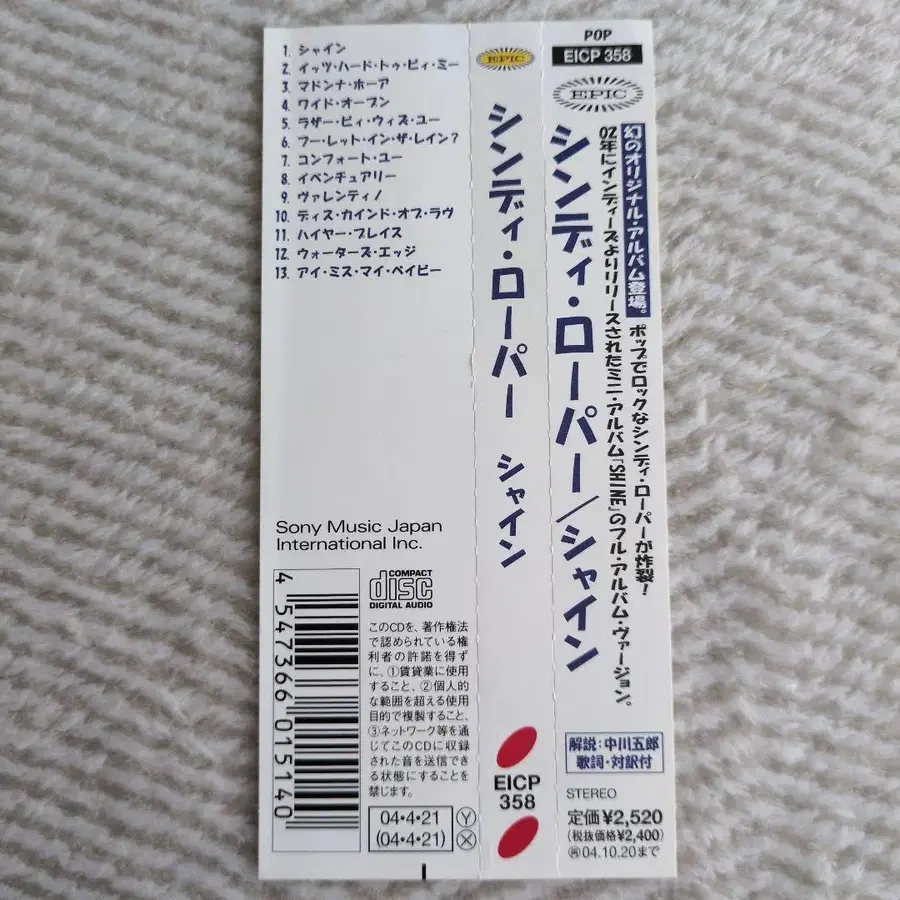 1. シャイン
2. イッツ・ハード・トゥ・ビィ・ミー
3. マドンナ・ホーア
4. ワイド・オープン
5. ラザー・ビィ・ウィズ・ユー
6. フー・レット・イン・ザ・レイン?
7. コンフォート・ユー
8. イベンチュアリー
9. ヴァレンティノ
10. ディス・カインド・オブ・ラヴ
11. ハイヤー・プレイス
12. ウォーターズ・エッジ
13. アイ・ミス・マイ・ベイビー
Sony Music Japan
International Inc.
4 547366 015140
COMPACT
disc
DIGITAL AUDIO
このCDを、著作権法
で認められている権
利者の許諾を得ず
に、①賃貸業に使用
すること、②個人的
な範囲を超える使用
目的で複製すること、
③ネットワーク等を通
じてこのCDに収録
された音を送信でき
る状態にすることを
禁じます。
04・4・21 Ⓨ
(04・4・21) Ⓧ
EPIC
シンディ・ローパー シャイン
EICP
358
POP
EICP 358
EPIC
幻のオリジナル・アルバム登場。 ポップでロックなシンディ・ローパーが炸裂!
02年にインディーズよりリリースされたミニ・アルバム『SHINE』のフル・アルバム・ヴァージョン。
シンディ・ローパー/シャイン
解説:中川五郎
歌詞・対訳付
STEREO
定価¥2,520
(税抜価格¥2,400)
㊐04.10.20まで